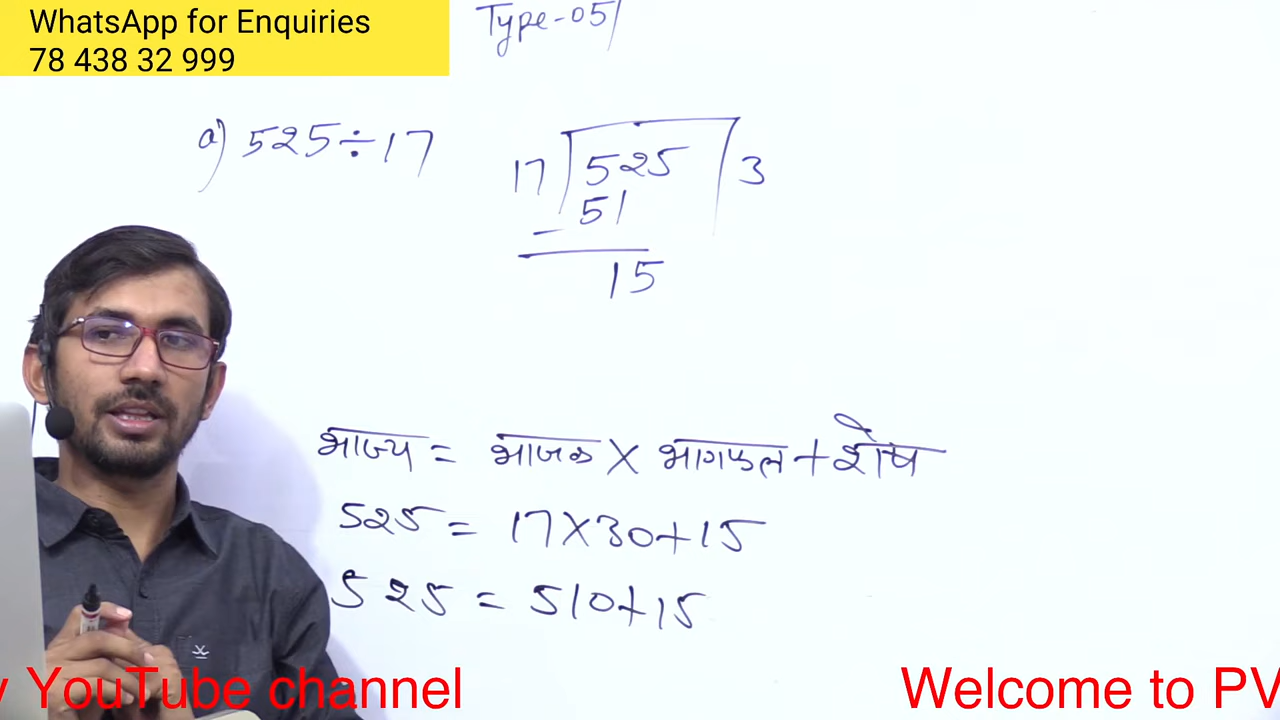 WhatsApp for Enquiries
78 438 32 999
Type-05/
a) 525÷17
17 525 3
- 51
15
भाज्य = भाजक X भागफल + शेष
525 = 17X30+15
525 = 510+15
YouTube channel
Welcome to PV